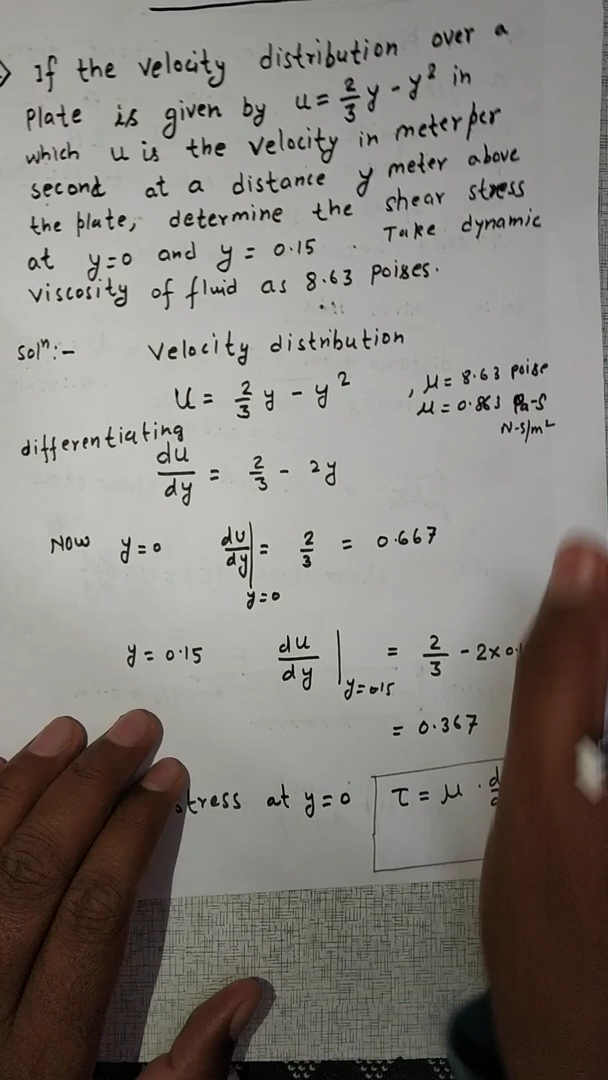 If the velocity distribution over a
plate is given by u = 2/3 y - y² in
which u is the velocity in meter per
second at a distance y meter above
the plate, determine the shear stress
at y=0 and y = 0.15 . Take dynamic
viscosity of fluid as 8.63 poises.
Solⁿ:- Velocity distribution
U = 2/3 y - y² , μ = 8.63 poise
μ = 0.863 Pa-S
N-S/m²
differentiating
du/dy = 2/3 - 2y
Now y=0 du/dy|y=0 = 2/3 = 0.667
y = 0.15 du/dy|y=015 = 2/3 - 2×0.
= 0.367
stress at y=0 τ = μ ·